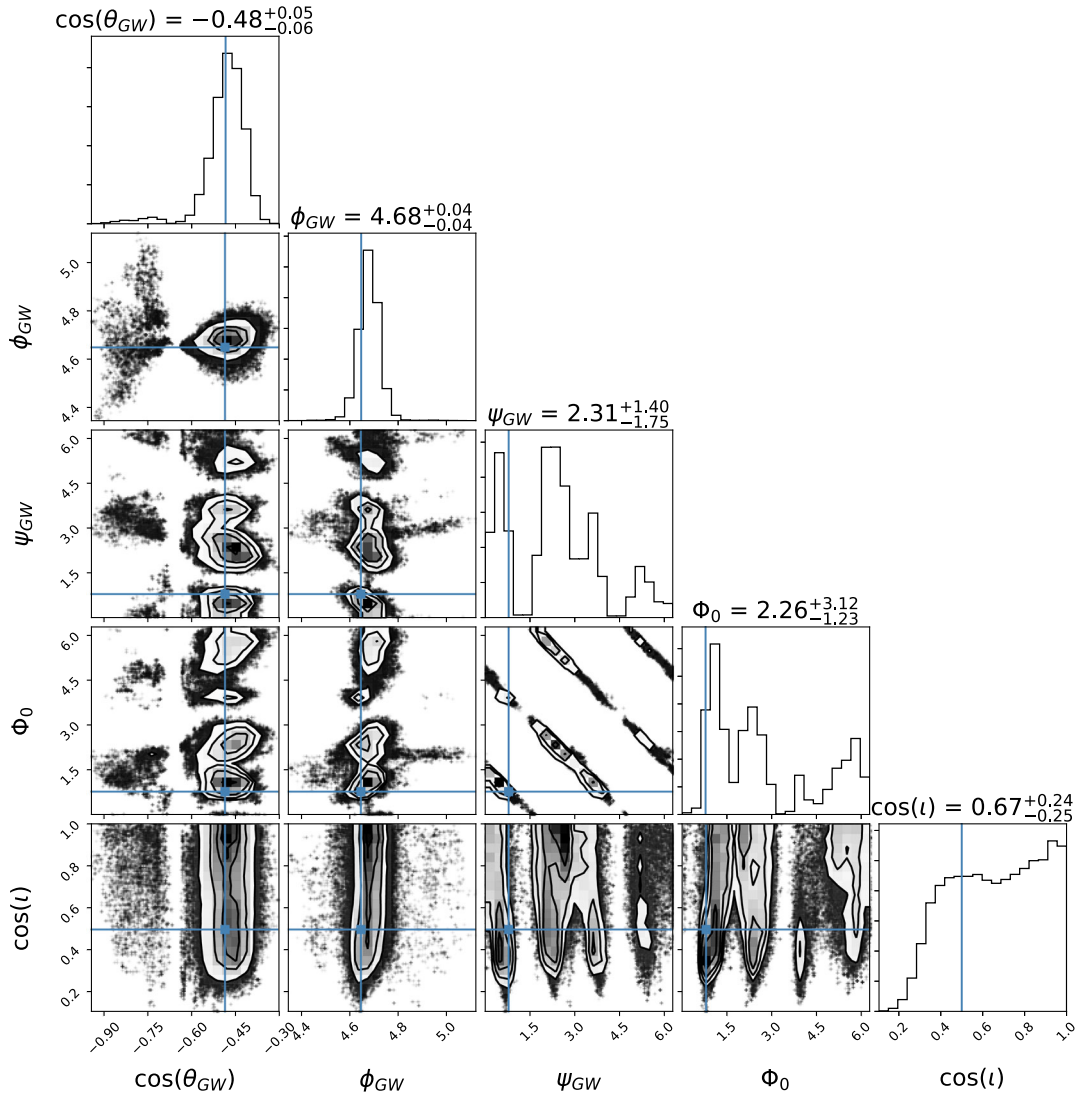 cos(θ_GW) = −0.48^{+0.05}_{−0.06}
ϕ_GW = 4.68^{+0.04}_{−0.04}
5.0
4.8
4.6
4.4
ϕ_GW
ψ_GW = 2.31^{+1.40}_{−1.75}
6.0
4.5
3.0
1.5
ψ_GW
Φ_0 = 2.26^{+3.12}_{−1.23}
6.0
4.5
3.0
1.5
Φ_0
cos(ι) = 0.67^{+0.24}_{−0.25}
1.0
0.8
0.6
0.4
0.2
cos(ι)
−0.90 −0.75 −0.60 −0.45 −0.30 4.4 4.6 4.8 5.0 1.5 3.0 4.5 6.0 1.5 3.0 4.5 6.0 0.2 0.4 0.6 0.8 1.0
cos(θ_GW) ϕ_GW ψ_GW Φ_0 cos(ι)